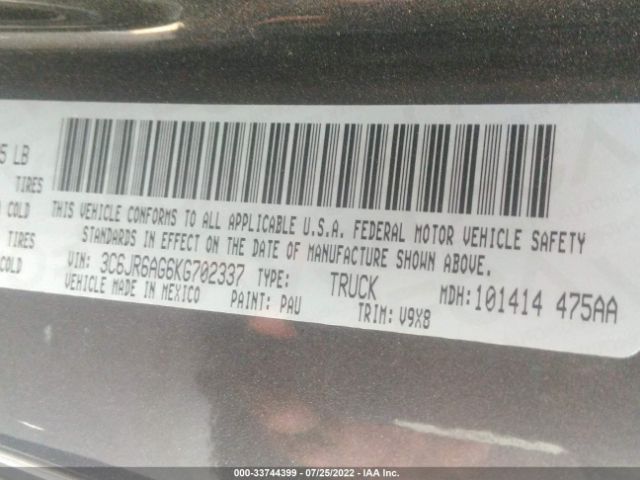 5 LB
TIRES
COLD
COLD
THIS VEHICLE CONFORMS TO ALL APPLICABLE U.S.A. FEDERAL MOTOR VEHICLE SAFETY
STANDARDS IN EFFECT ON THE DATE OF MANUFACTURE SHOWN ABOVE.
VIN: 3C6JR6AG6KG702337 TYPE: TRUCK MDH:101414 475AA
VEHICLE MADE IN MEXICO PAINT: PAU TRIM: V9X8
000-33744399 - 07/25/2022 - IAA Inc.